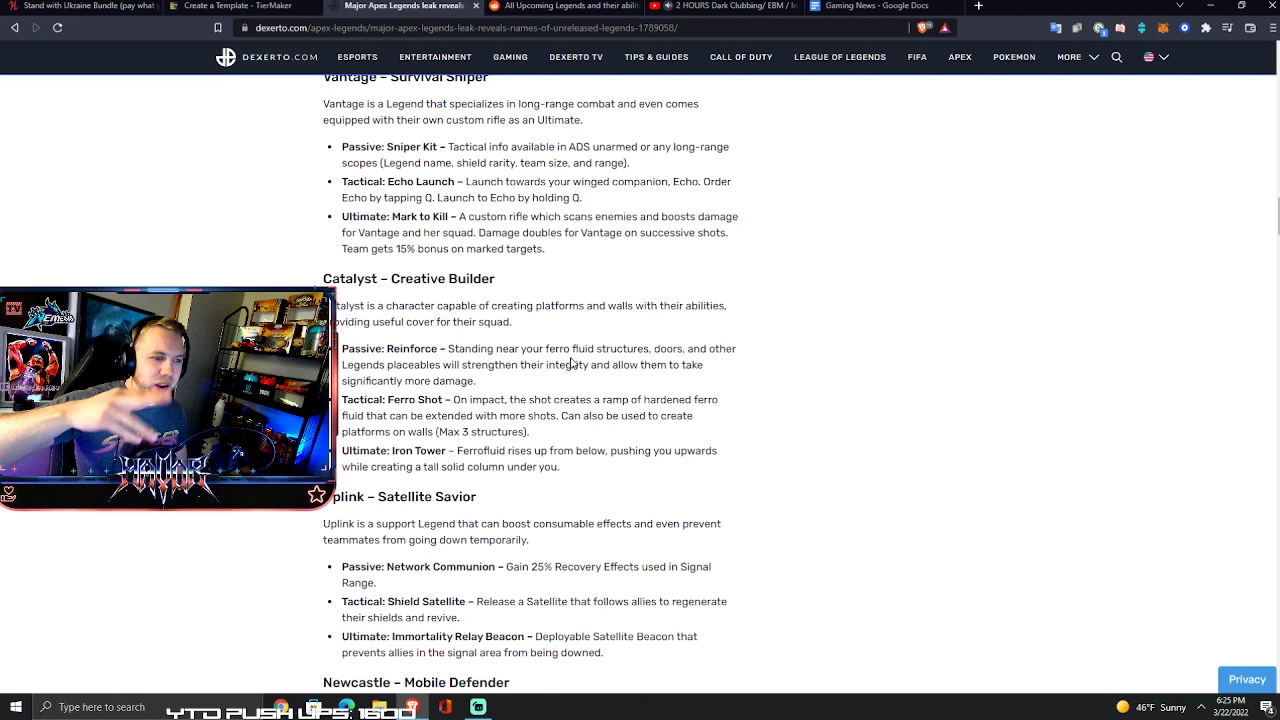 Stand with Ukraine Bundle (pay what y
Create a Template - TierMaker
Major Apex Legends leak reveals
All Upcoming Legends and their abilit
2 HOURS Dark Clubbing/ EBM / In
Gaming News - Google Docs
dexerto.com/apex-legends/major-apex-legends-leak-reveals-names-of-unreleased-legends-1789058/
DEXERTO.COM
ESPORTS
ENTERTAINMENT
GAMING
DEXERTO TV
TIPS & GUIDES
CALL OF DUTY
LEAGUE OF LEGENDS
FIFA
APEX
POKEMON
MORE
Vantage – Survival Sniper
Vantage is a Legend that specializes in long-range combat and even comes
equipped with their own custom rifle as an Ultimate.
• Passive: Sniper Kit – Tactical info available in ADS unarmed or any long-range
scopes (Legend name, shield rarity, team size, and range).
• Tactical: Echo Launch – Launch towards your winged companion, Echo. Order
Echo by tapping Q. Launch to Echo by holding Q.
• Ultimate: Mark to Kill – A custom rifle which scans enemies and boosts damage
for Vantage and her squad. Damage doubles for Vantage on successive shots.
Team gets 15% bonus on marked targets.
Catalyst – Creative Builder
talyst is a character capable of creating platforms and walls with their abilities,
oviding useful cover for their squad.
Passive: Reinforce – Standing near your ferro fluid structures, doors, and other
Legends placeables will strengthen their integrity and allow them to take
significantly more damage.
Tactical: Ferro Shot – On impact, the shot creates a ramp of hardened ferro
fluid that can be extended with more shots. Can also be used to create
platforms on walls (Max 3 structures).
Ultimate: Iron Tower – Ferrofluid rises up from below, pushing you upwards
while creating a tall solid column under you.
plink – Satellite Savior
Uplink is a support Legend that can boost consumable effects and even prevent
teammates from going down temporarily.
• Passive: Network Communion – Gain 25% Recovery Effects used in Signal
Range.
• Tactical: Shield Satellite – Release a Satellite that follows allies to regenerate
their shields and revive.
• Ultimate: Immortality Relay Beacon – Deployable Satellite Beacon that
prevents allies in the signal area from being downed.
Newcastle – Mobile Defender
Privacy
Type here to search
YTD PUSH UPS: 1600
46°F Sunny
6:25 PM
3/22/2022